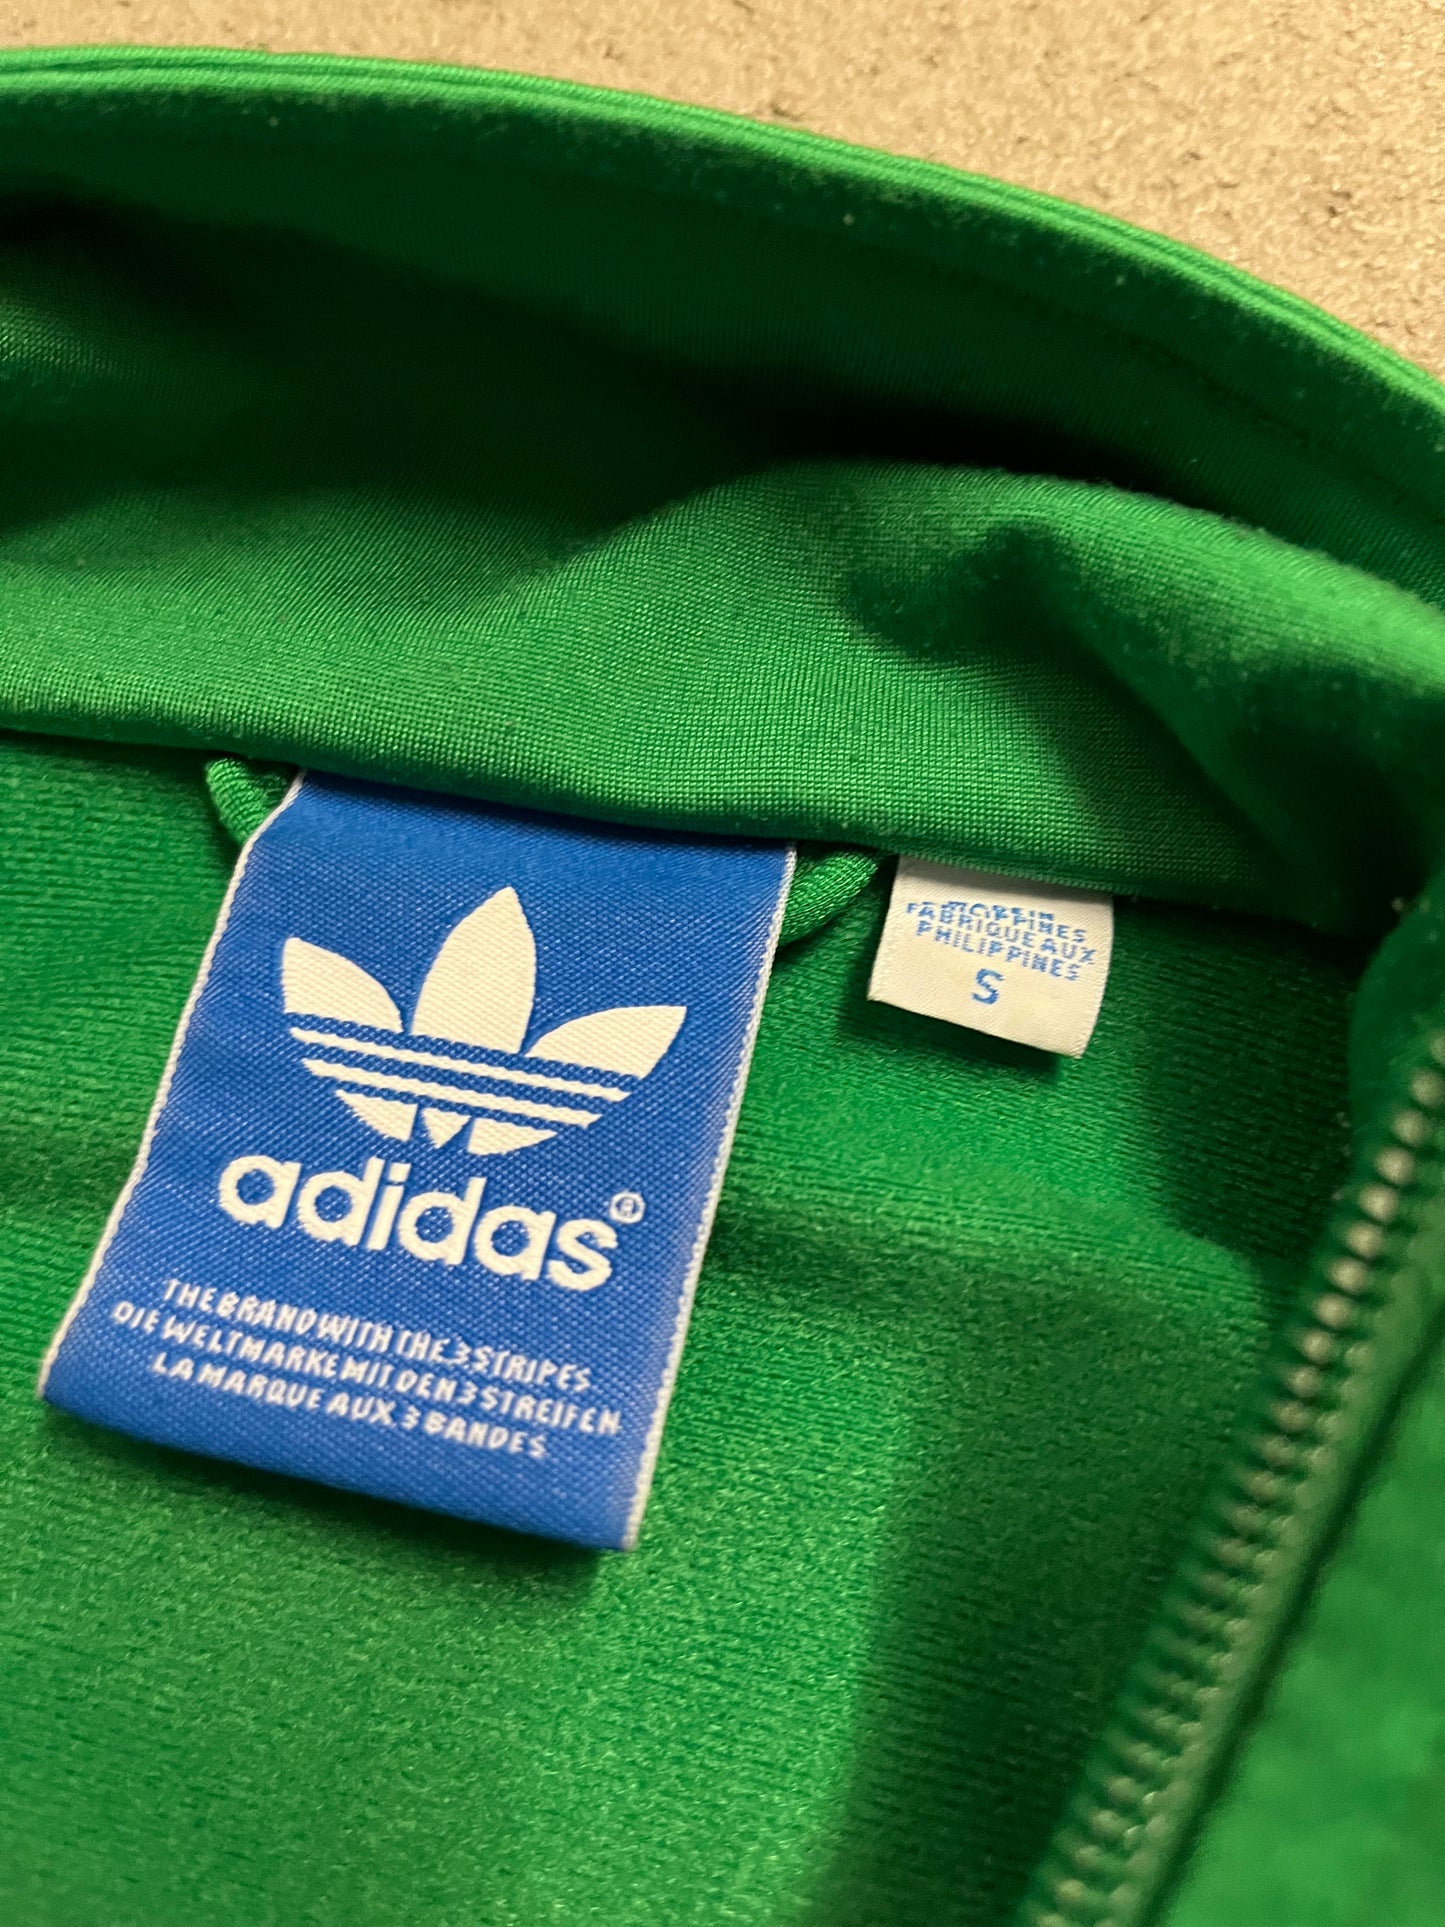 adidas®
THE BRAND WITH THE 3 STRIPES
DIE WELTMARKE MIT DEN 3 STREIFEN
LA MARQUE AUX 3 BANDES
FABRIQUE AUX
PHILIPPINES
S